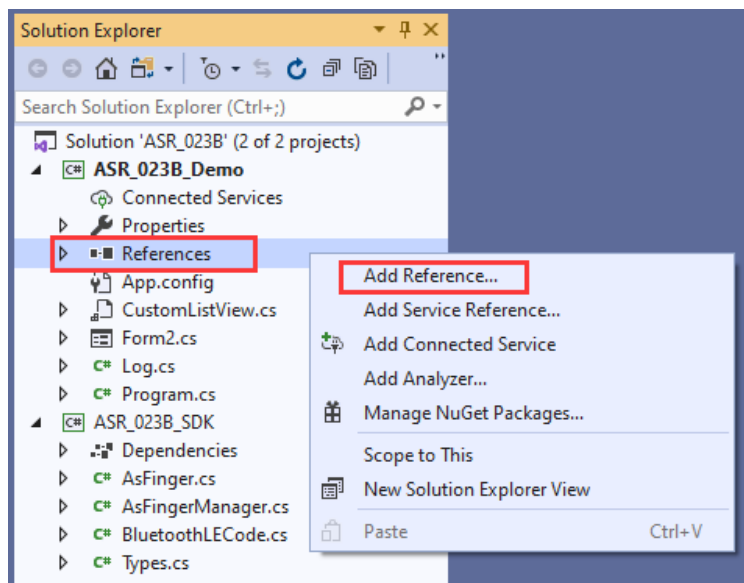 Solution Explorer
Search Solution Explorer (Ctrl+;)
Solution 'ASR_023B' (2 of 2 projects)
C# ASR_023B_Demo
Connected Services
Properties
References
App.config
CustomListView.cs
Form2.cs
C# Log.cs
C# Program.cs
C# ASR_023B_SDK
Dependencies
C# AsFinger.cs
C# AsFingerManager.cs
C# BluetoothLECode.cs
C# Types.cs
Add Reference...
Add Service Reference...
Add Connected Service
Add Analyzer...
Manage NuGet Packages...
Scope to This
New Solution Explorer View
Paste Ctrl+V